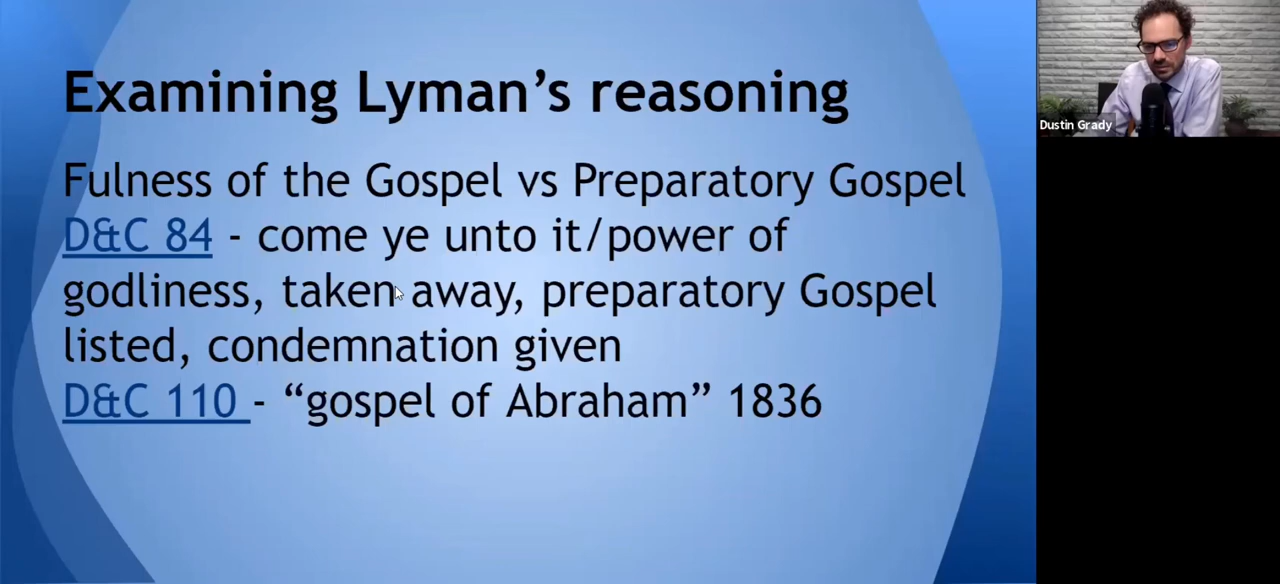 Examining Lyman’s reasoning
Fulness of the Gospel vs Preparatory Gospel
D&C 84 - come ye unto it/power of
godliness, taken away, preparatory Gospel
listed, condemnation given
D&C 110 - “gospel of Abraham” 1836
Dustin Grady